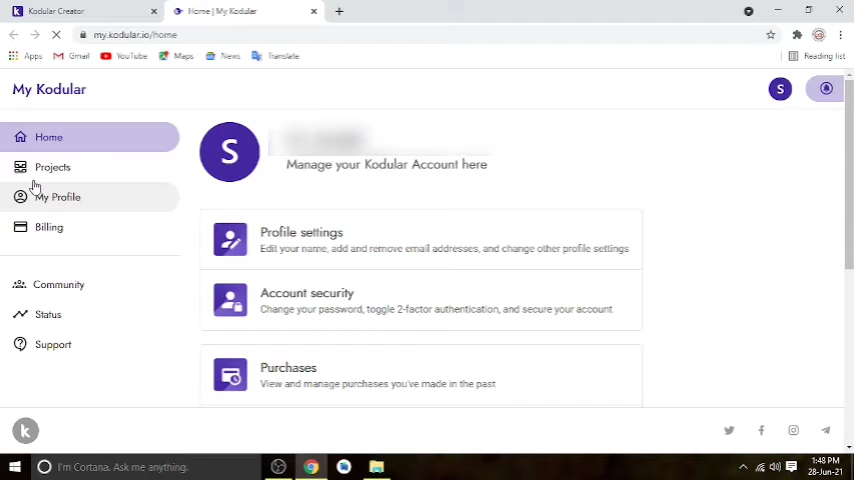 Kodular Creator
Home | My Kodular
my.kodular.io/home
Apps
Gmail
YouTube
Maps
News
Translate
Reading list
My Kodular
S
Home
Projects
My Profile
Billing
Community
Status
Support
S
Manage your Kodular Account here
Profile settings
Edit your name, add and remove email addresses, and change other profile settings
Account security
Change your password, toggle 2-factor authentication, and secure your account
Purchases
View and manage purchases you've made in the past
k
I'm Cortana. Ask me anything.
1:48 PM
28-Jun-21